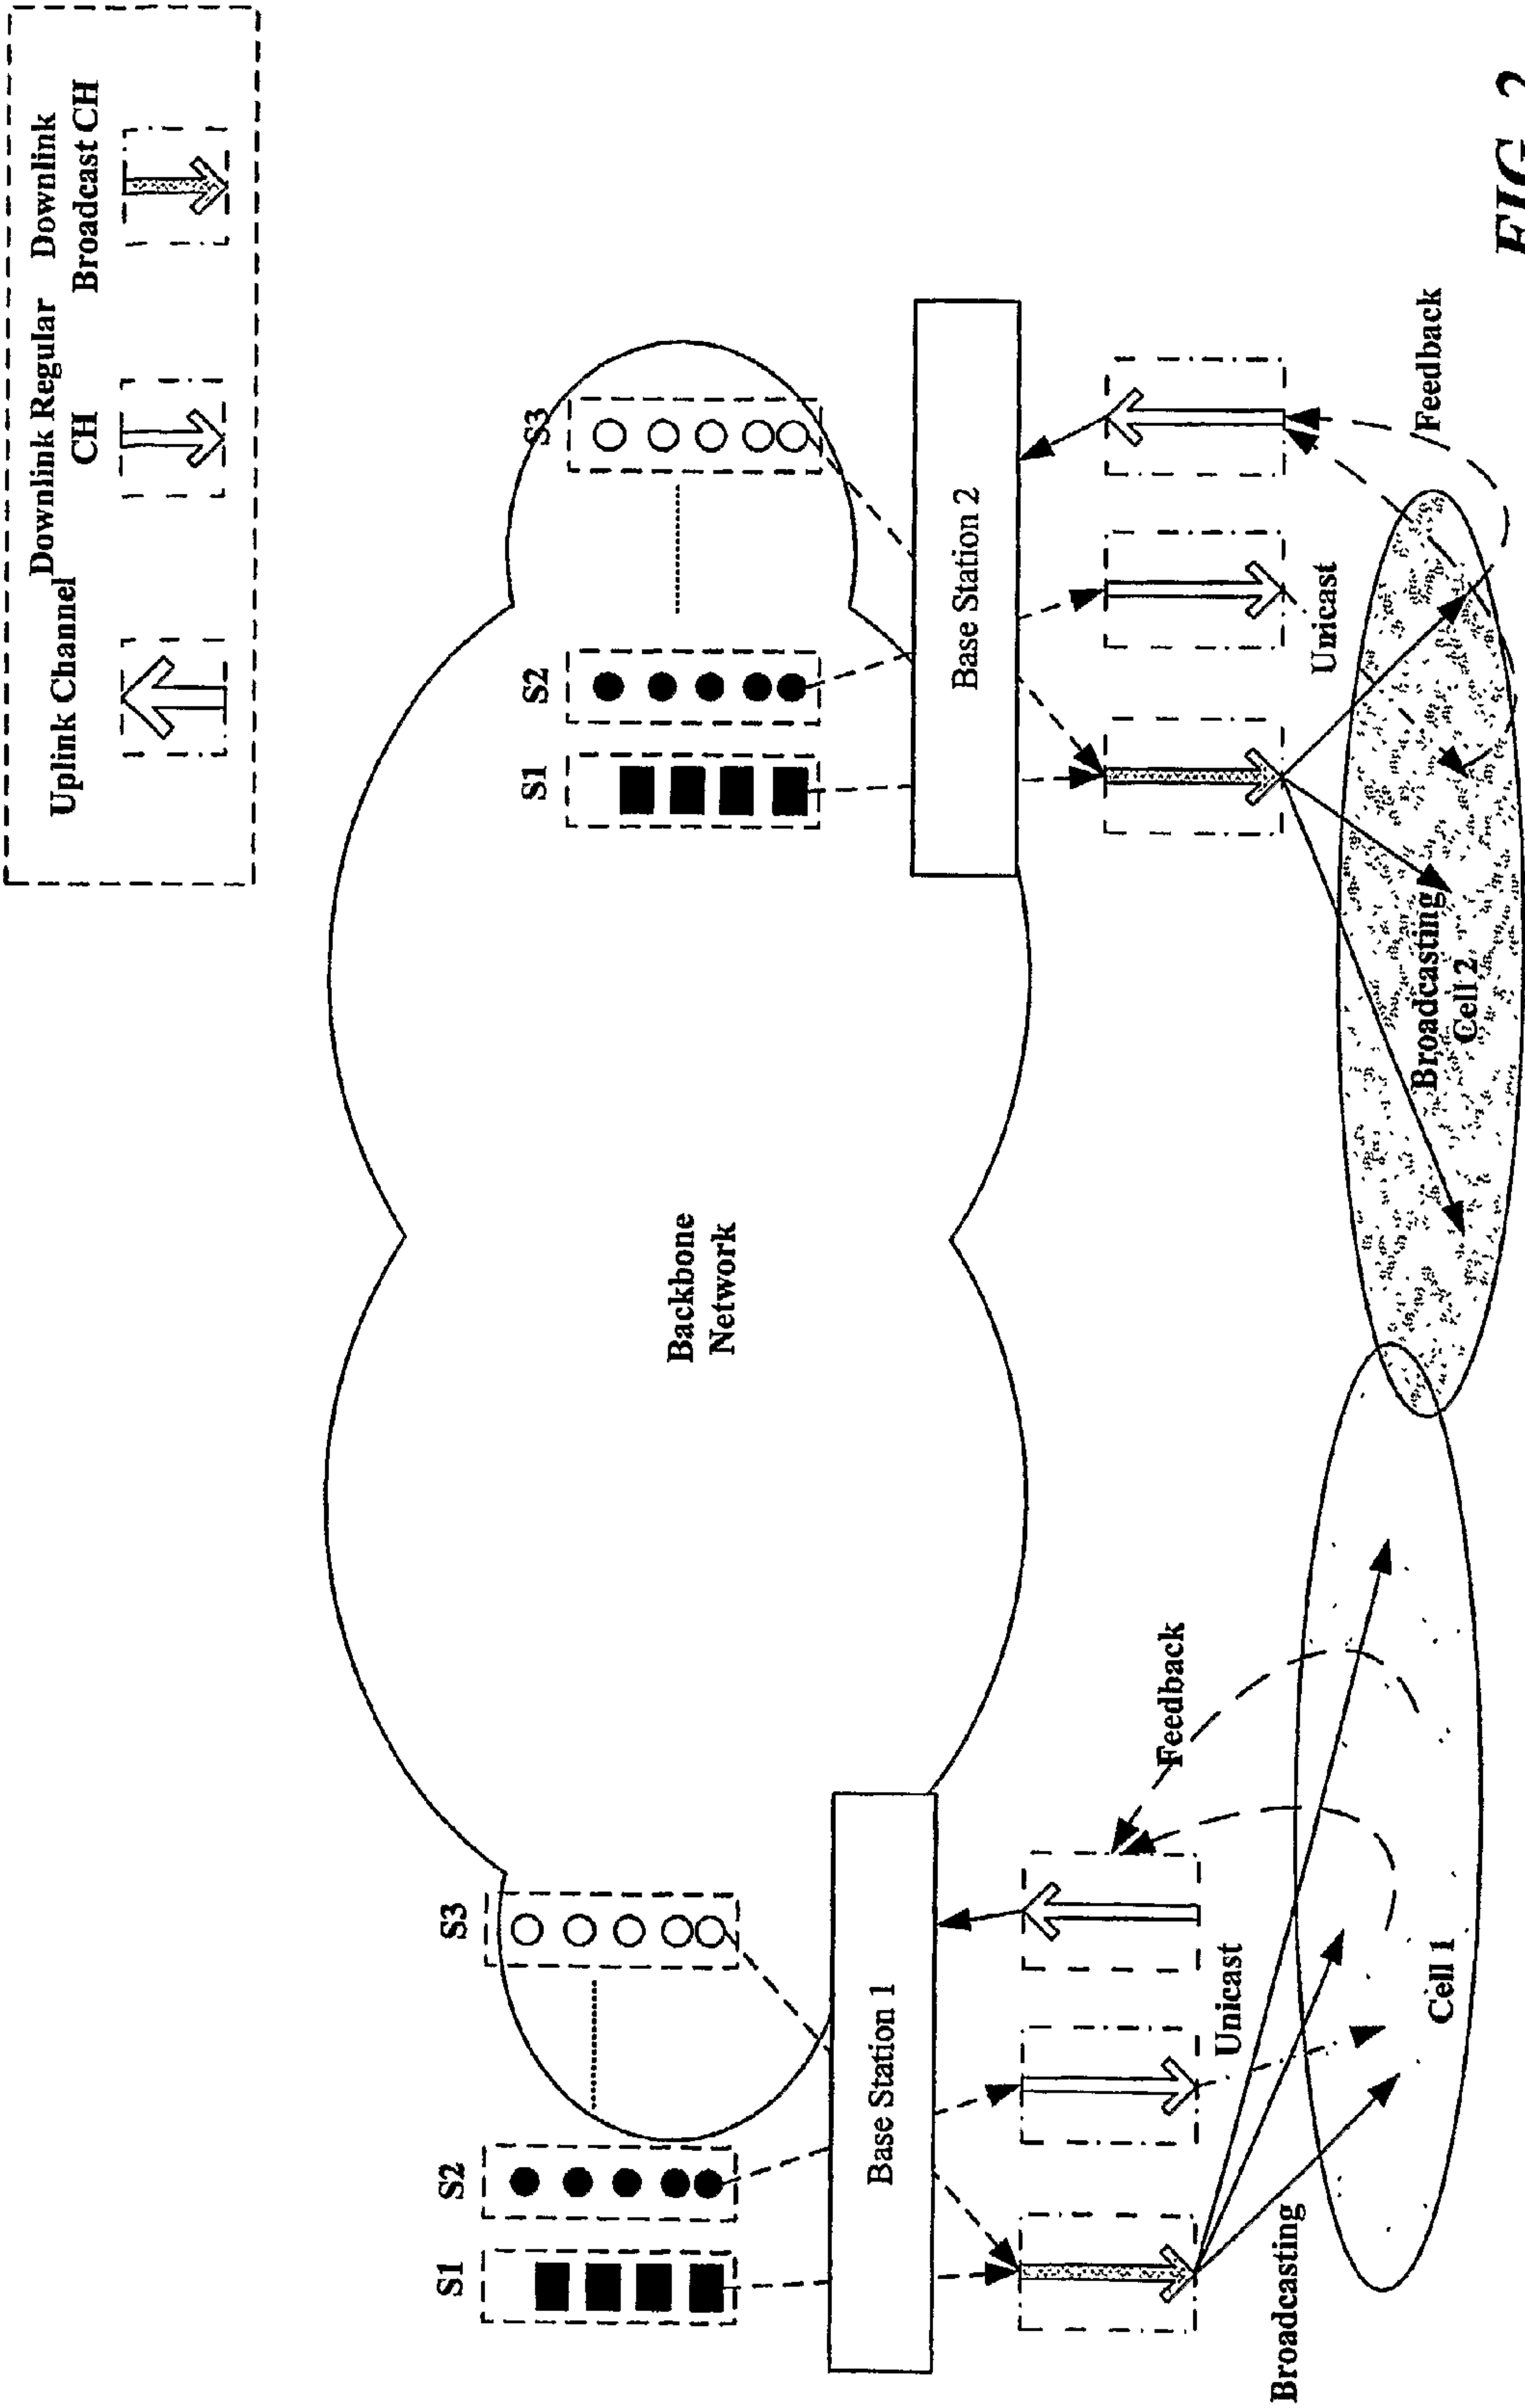 Uplink Channel
Downlink Regular
CH
Downlink
Broadcast CH
S1
S2
S3
S1
S2
S3
Backbone
Network
Base Station 1
Base Station 2
Unicast
Feedback
Unicast
Feedback
Broadcasting
Cell 1
Broadcasting
Cell 2
FIG. 2